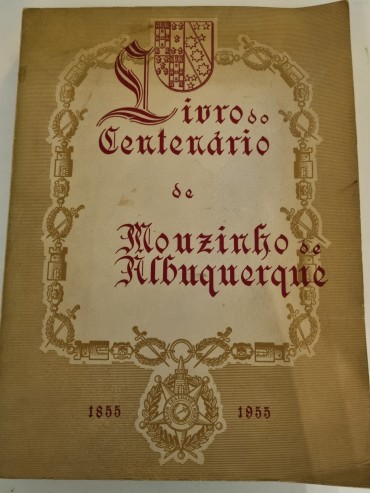 Livro do
Centenário
de
Mouzinho de
Albuquerque
1855 1955